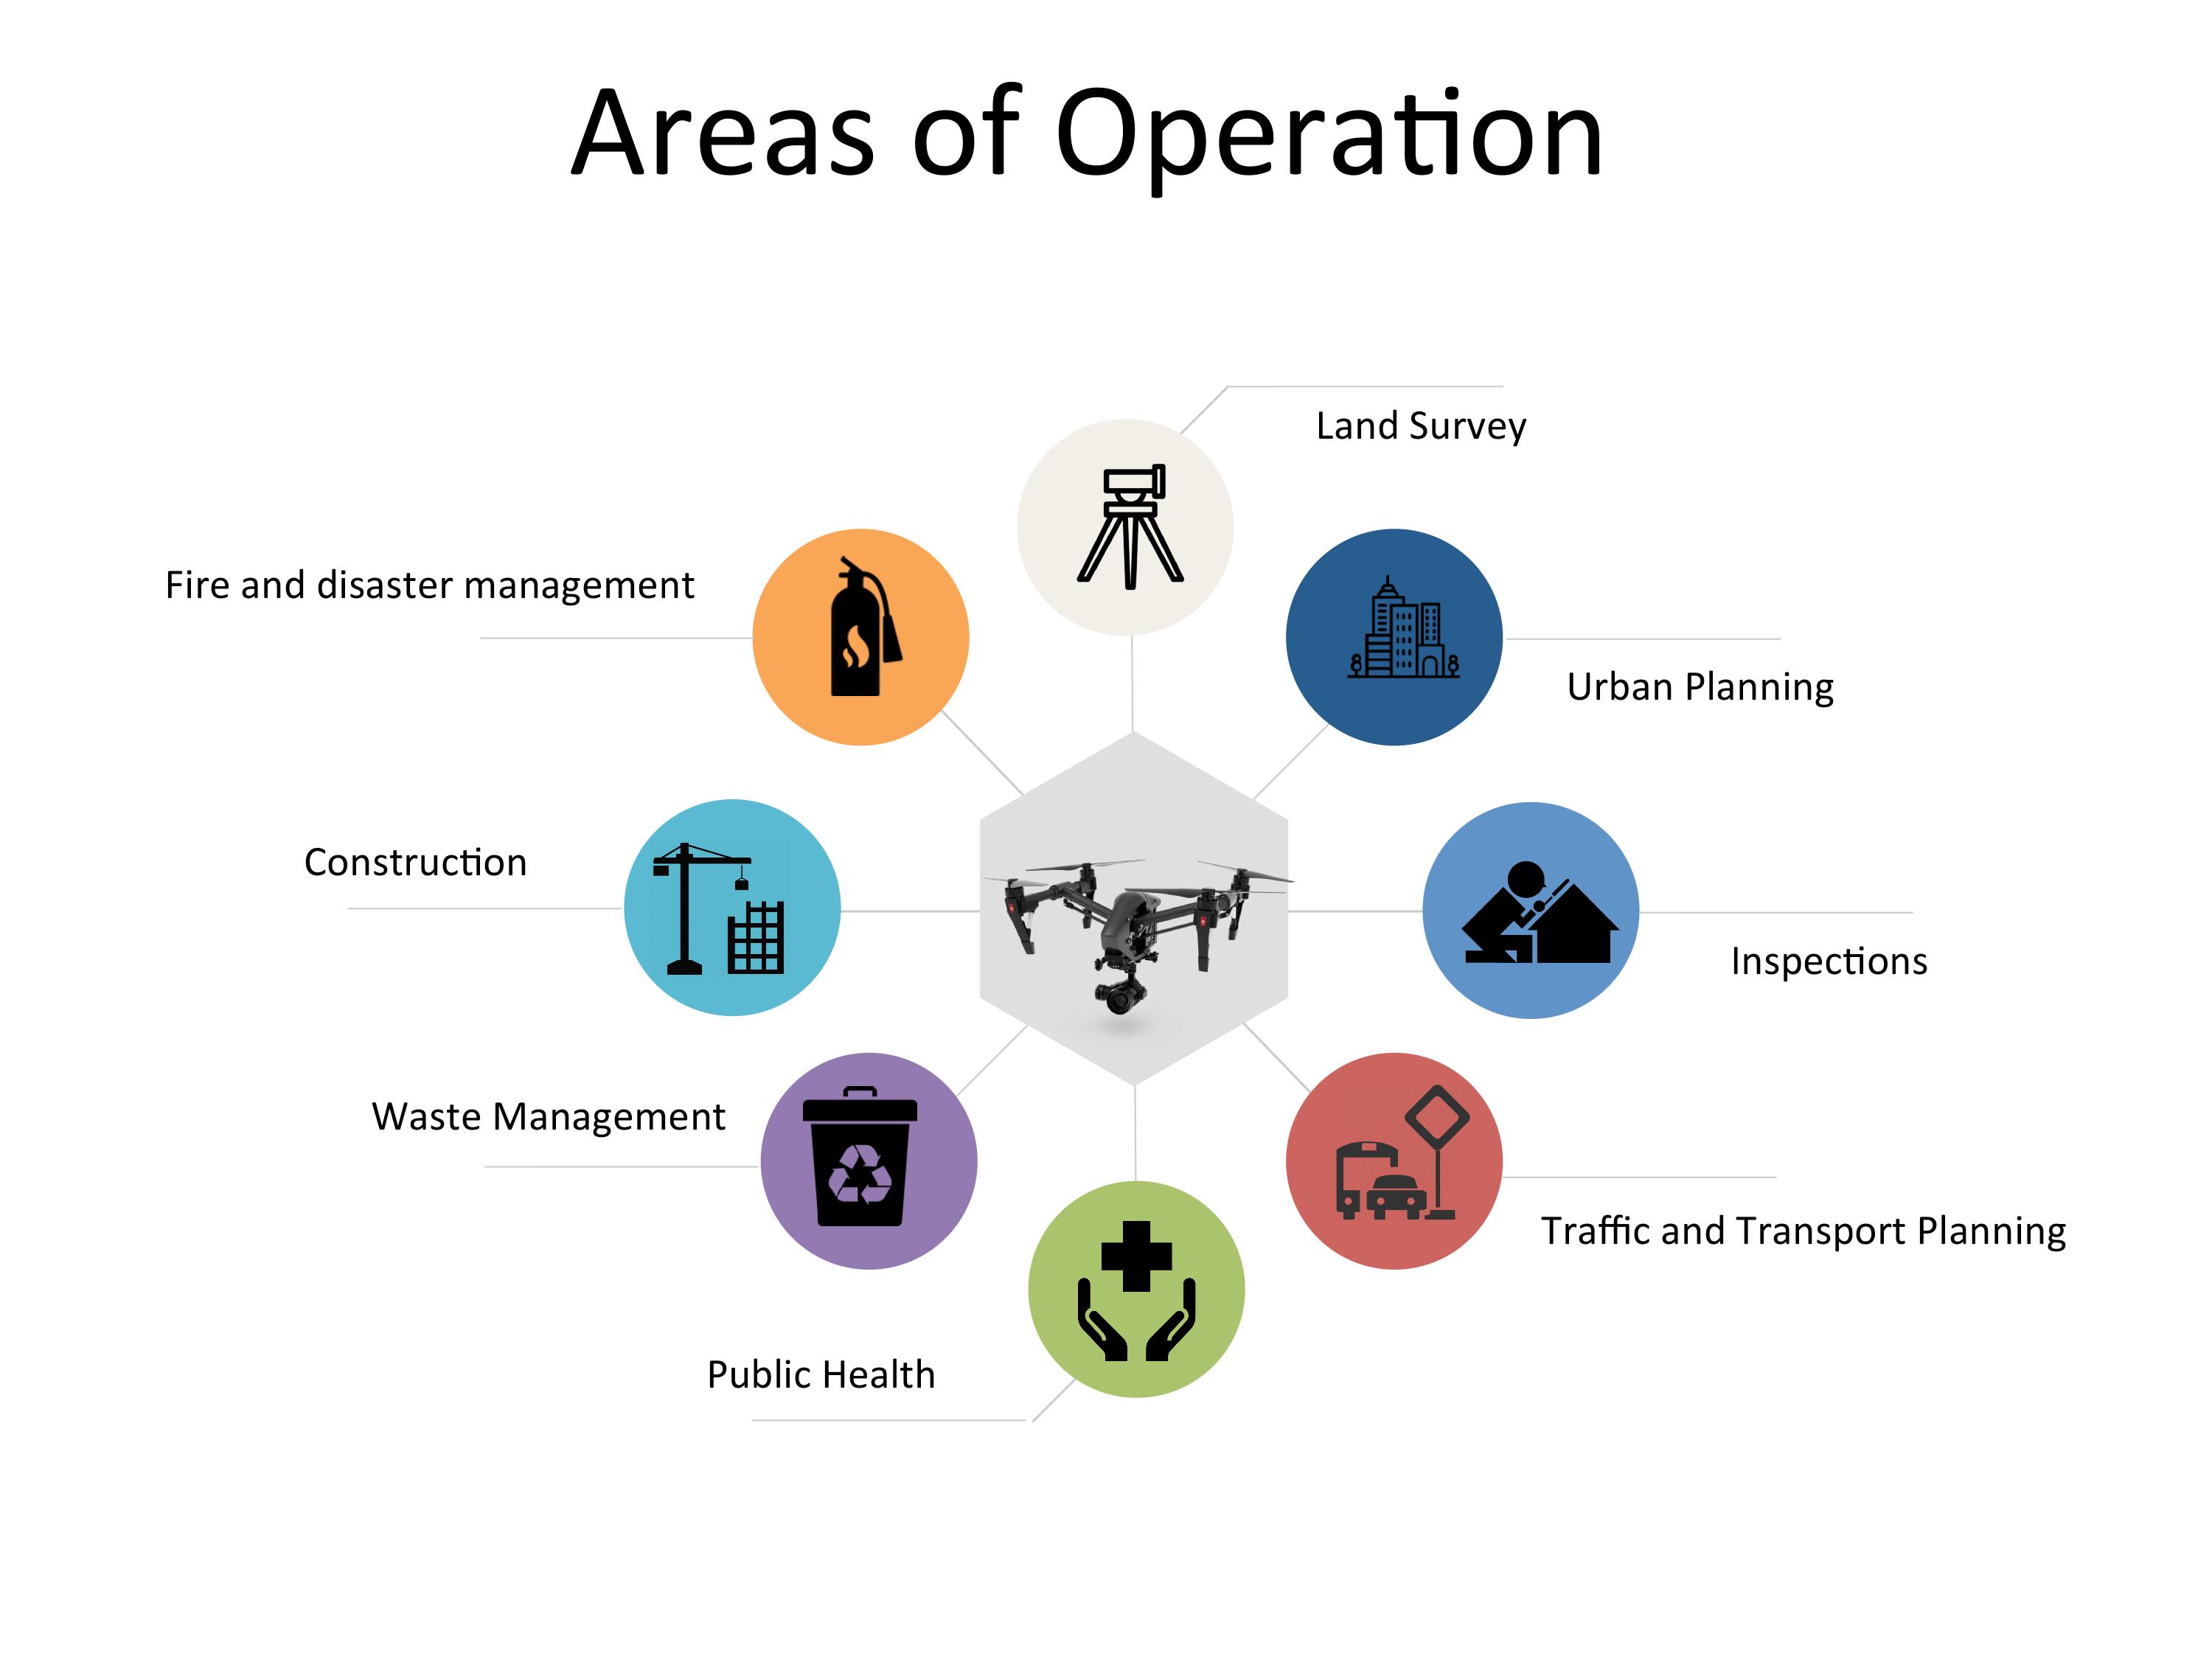 Areas of Operation
Land Survey
Fire and disaster management
Urban Planning
Construction
Inspections
Waste Management
Traffic and Transport Planning
Public Health